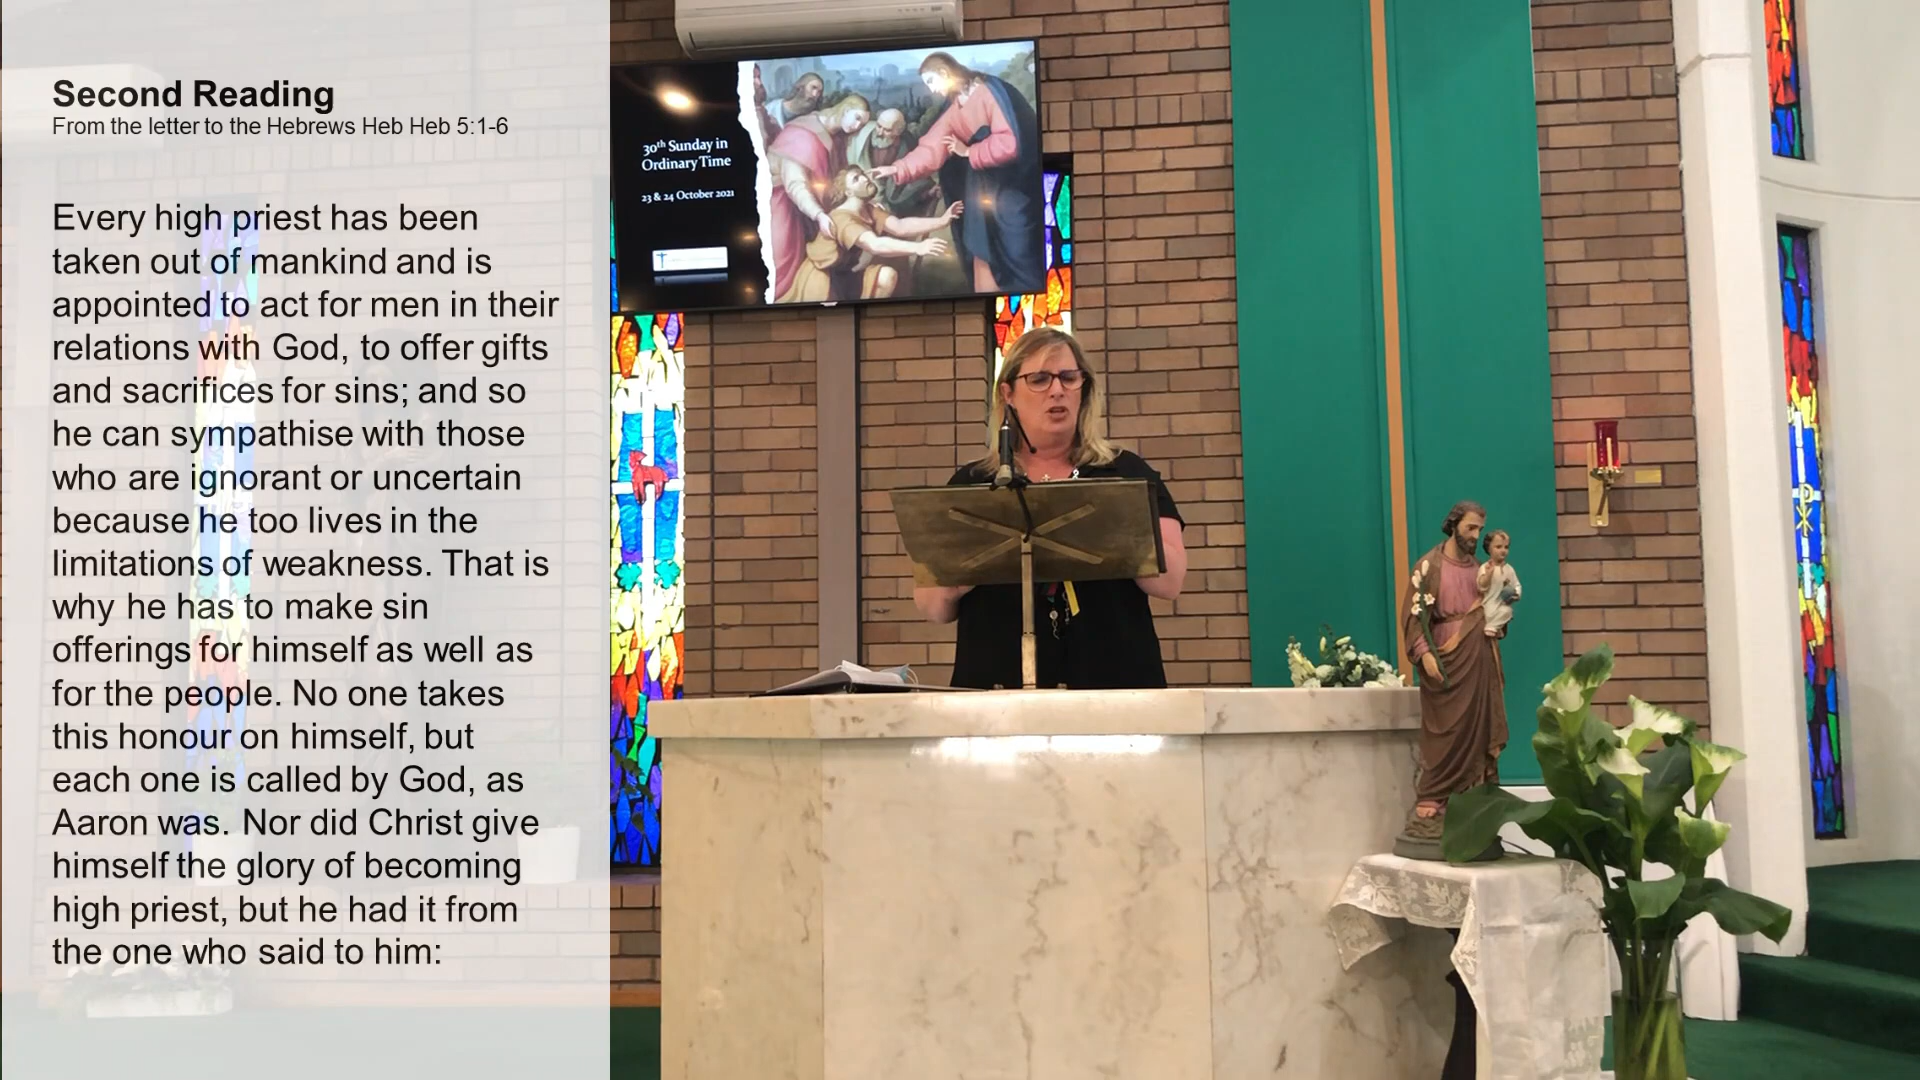 Second Reading
From the letter to the Hebrews Heb Heb 5:1-6
Every high priest has been
taken out of mankind and is
appointed to act for men in their
relations with God, to offer gifts
and sacrifices for sins; and so
he can sympathise with those
who are ignorant or uncertain
because he too lives in the
limitations of weakness. That is
why he has to make sin
offerings for himself as well as
for the people. No one takes
this honour on himself, but
each one is called by God, as
Aaron was. Nor did Christ give
himself the glory of becoming
high priest, but he had it from
the one who said to him:
30th Sunday in
Ordinary Time
23 & 24 October 2021